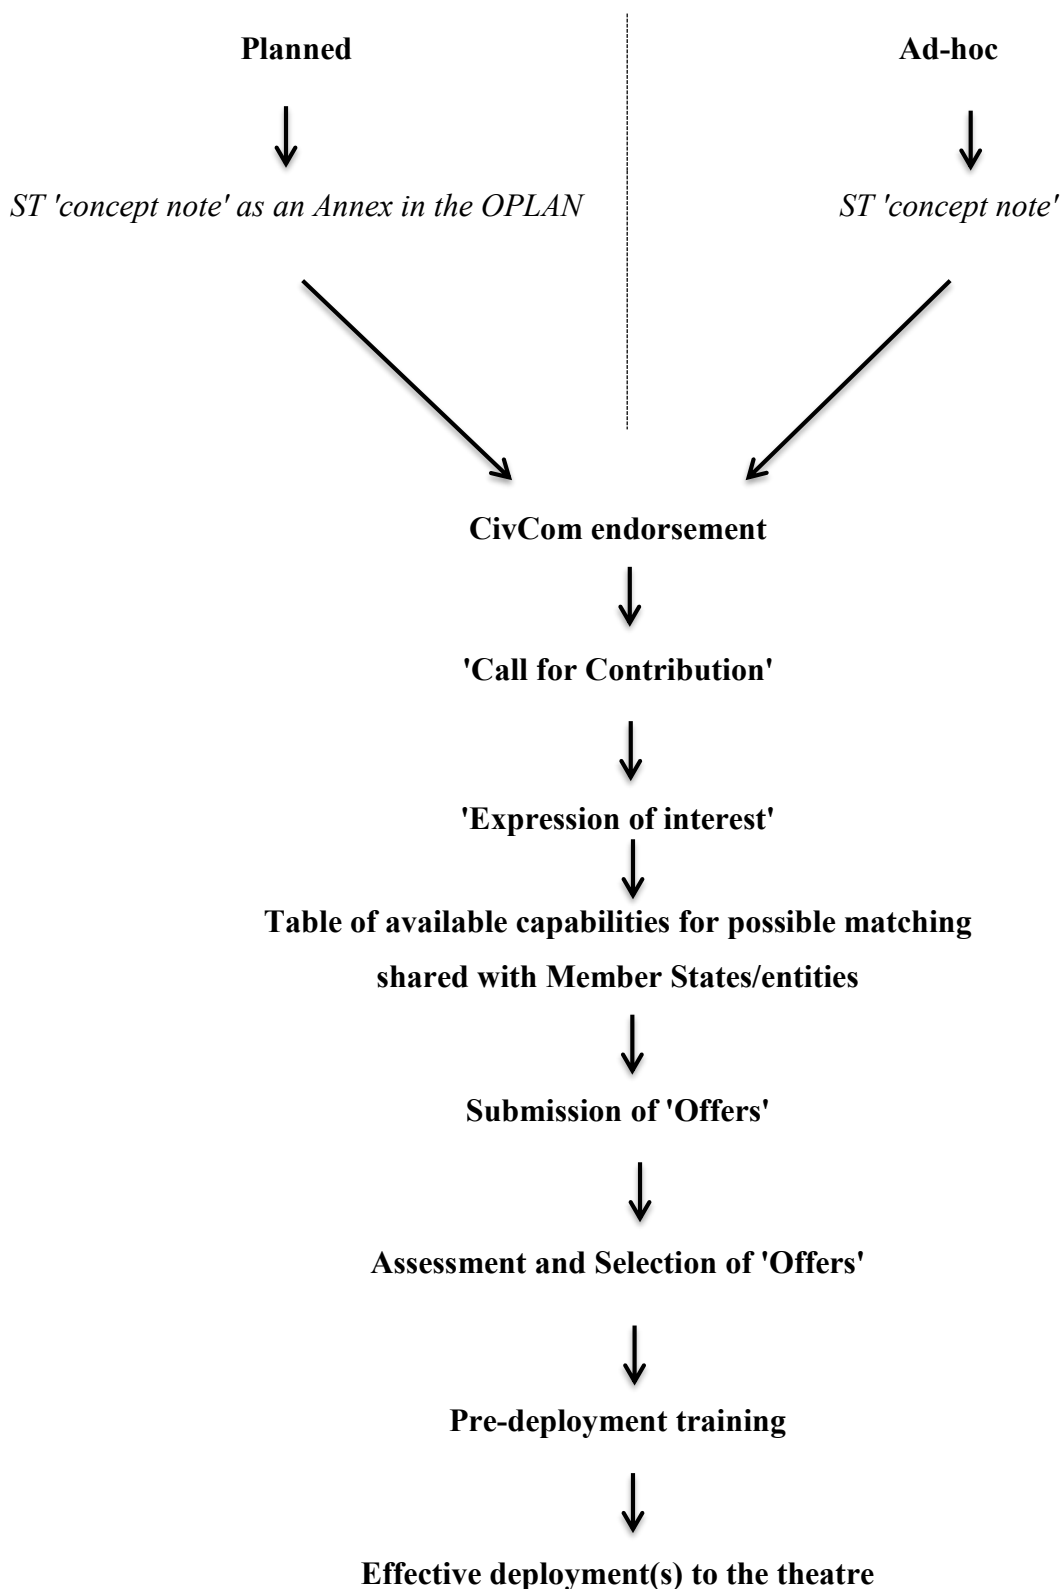 Planned
Ad-hoc
ST 'concept note' as an Annex in the OPLAN
ST 'concept note'
CivCom endorsement
'Call for Contribution'
'Expression of interest'
Table of available capabilities for possible matching
shared with Member States/entities
Submission of 'Offers'
Assessment and Selection of 'Offers'
Pre-deployment training
Effective deployment(s) to the theatre